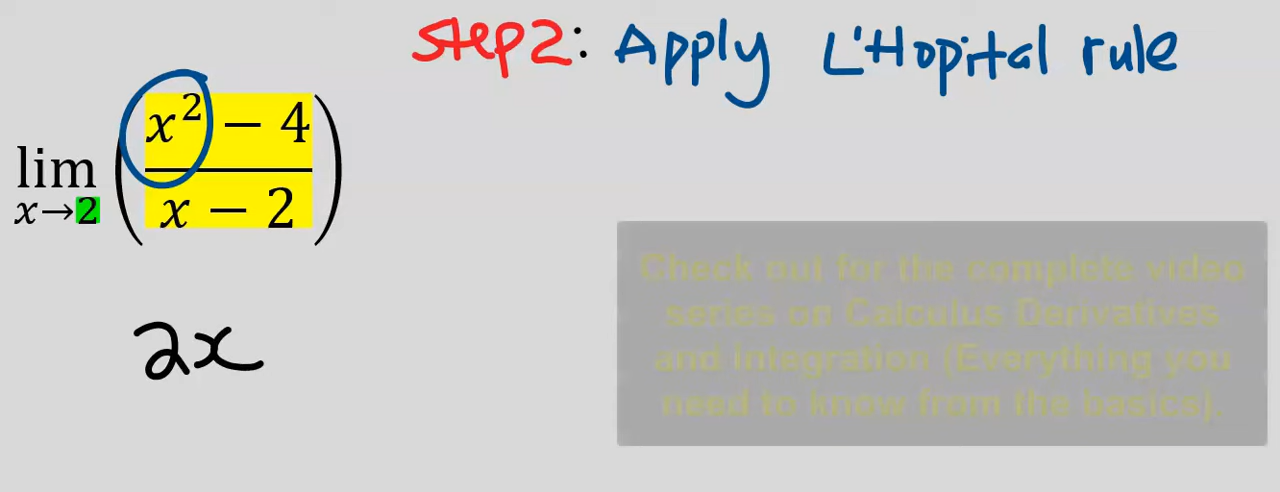 Step2: Apply L'Hopital rule
lim x→2 (x² − 4 / x − 2)
Check out for the complete video
series on Calculus Derivatives
and integration (Everything you
need to know from the basics).
2x